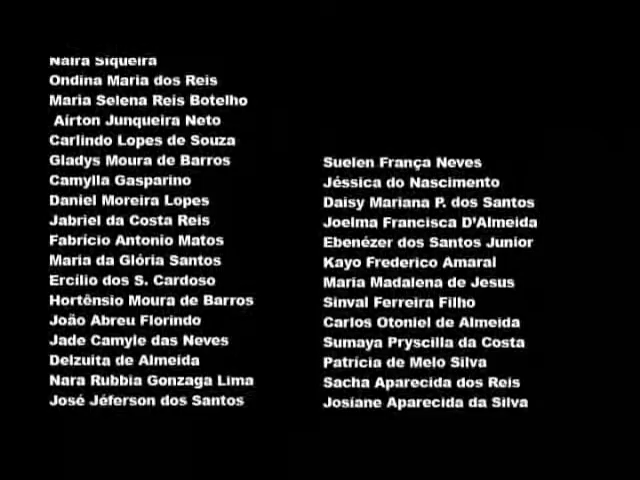 Naíra Siqueira
Ondina Maria dos Reis
Maria Selena Reis Botelho
Aírton Junqueira Neto
Carlindo Lopes de Souza
Gladys Moura de Barros
Camylla Gasparino
Daniel Moreira Lopes
Jabriel da Costa Reis
Fabrício Antonio Matos
Maria da Glória Santos
Ercílio dos S. Cardoso
Hortênsio Moura de Barros
João Abreu Florindo
Jade Camyle das Neves
Delzuita de Almeida
Nara Rubbia Gonzaga Lima
José Jéferson dos Santos
Suelen França Neves
Jéssica do Nascimento
Daisy Mariana P. dos Santos
Joelma Francisca D'Almeida
Ebenézer dos Santos Junior
Kayo Frederico Amaral
Maria Madalena de Jesus
Sinval Ferreira Filho
Carlos Otoniel de Almeida
Sumaya Pryscilla da Costa
Patrícia de Melo Silva
Sacha Aparecida dos Reis
Josiane Aparecida da Silva